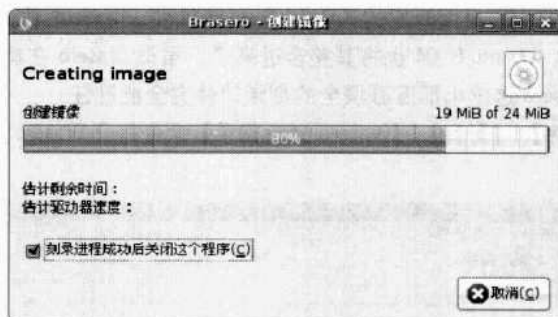 Brasero - 创建镜像
Creating image
创建镜像
19 MiB of 24 MiB
80%
估计剩余时间：
估计驱动器速度：
刻录进程成功后关闭这个程序(C)
取消(C)